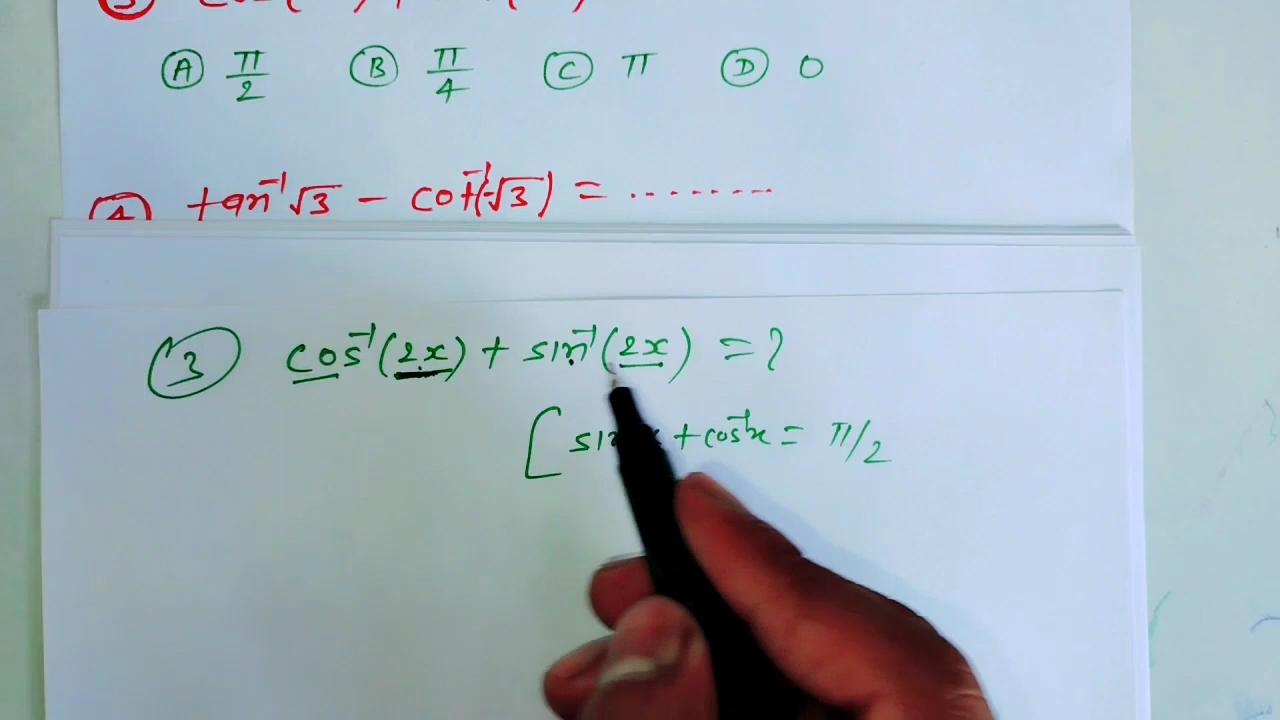 Ⓐ π/2 Ⓑ π/4 Ⓒ π Ⓓ 0
tan⁻¹√3 − cot⁻¹(-√3) = ........
③ cos⁻¹(2x) + sin⁻¹(2x) = ?
[ + cos⁻¹x = π/2